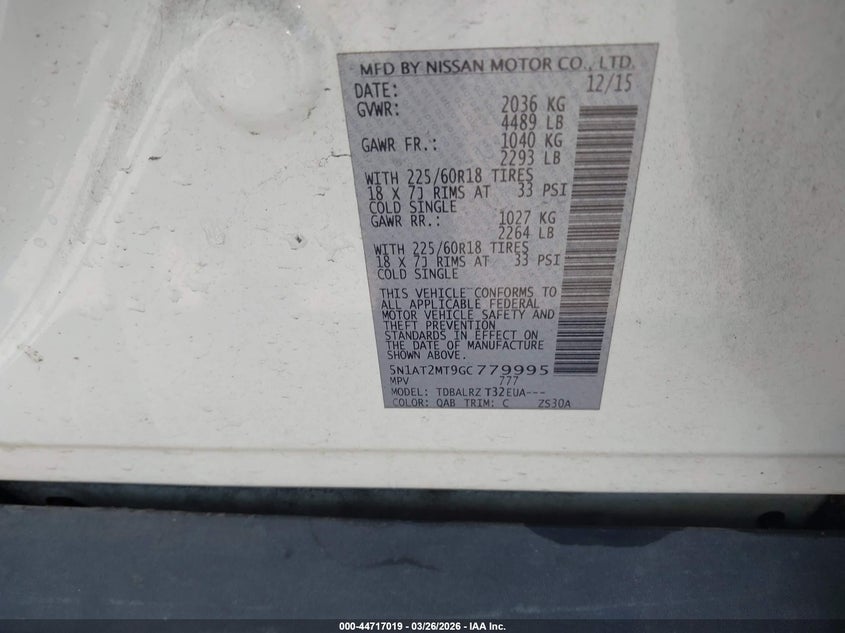 MFD BY NISSAN MOTOR CO., LTD.
DATE: 12/15
GVWR: 2036 KG
4489 LB
GAWR FR.: 1040 KG
2293 LB
WITH 225/60R18 TIRES
18 X 7J RIMS AT 33 PSI
COLD SINGLE
GAWR RR.: 1027 KG
2264 LB
WITH 225/60R18 TIRES
18 X 7J RIMS AT 33 PSI
COLD SINGLE
THIS VEHICLE CONFORMS TO
ALL APPLICABLE FEDERAL
MOTOR VEHICLE SAFETY AND
THEFT PREVENTION
STANDARDS IN EFFECT ON
THE DATE OF MANUFACTURE
SHOWN ABOVE.
5N1AT2MT9GC779995
MPV 777
MODEL: TDBALRZ T32EUA---
COLOR: QAB TRIM: C ZS30A
000-44717019 - 03/26/2026 - IAA Inc.